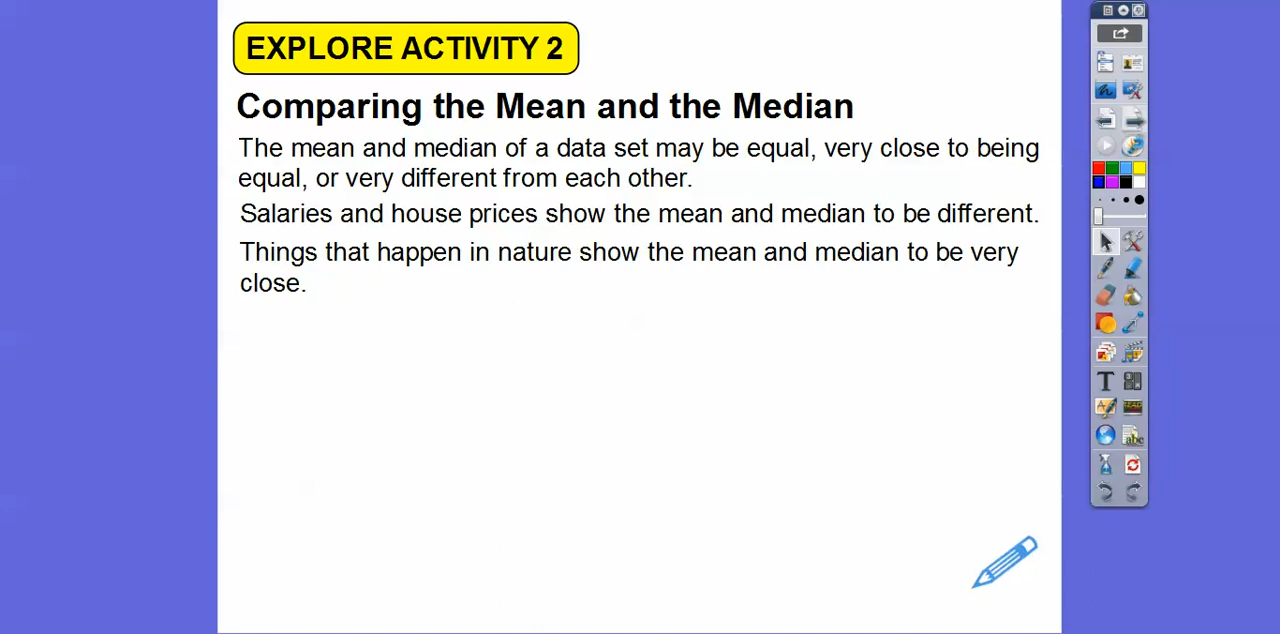 EXPLORE ACTIVITY 2
Comparing the Mean and the Median
The mean and median of a data set may be equal, very close to being
equal, or very different from each other.
Salaries and house prices show the mean and median to be different.
Things that happen in nature show the mean and median to be very
close.